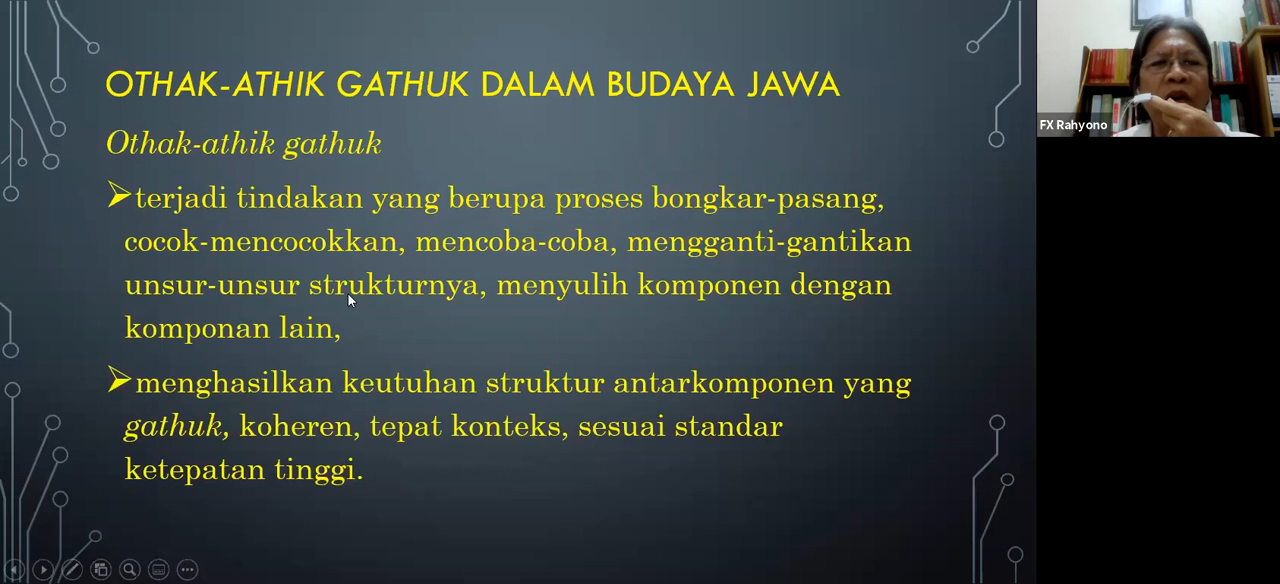 OTHAK-ATHIK GATHUK DALAM BUDAYA JAWA
Othak-athik gathuk
terjadi tindakan yang berupa proses bongkar-pasang,
cocok-mencocokkan, mencoba-coba, mengganti-gantikan
unsur-unsur strukturnya, menyulih komponen dengan
komponan lain,
menghasilkan keutuhan struktur antarkomponen yang
gathuk, koheren, tepat konteks, sesuai standar
ketepatan tinggi.
FX Rahyono